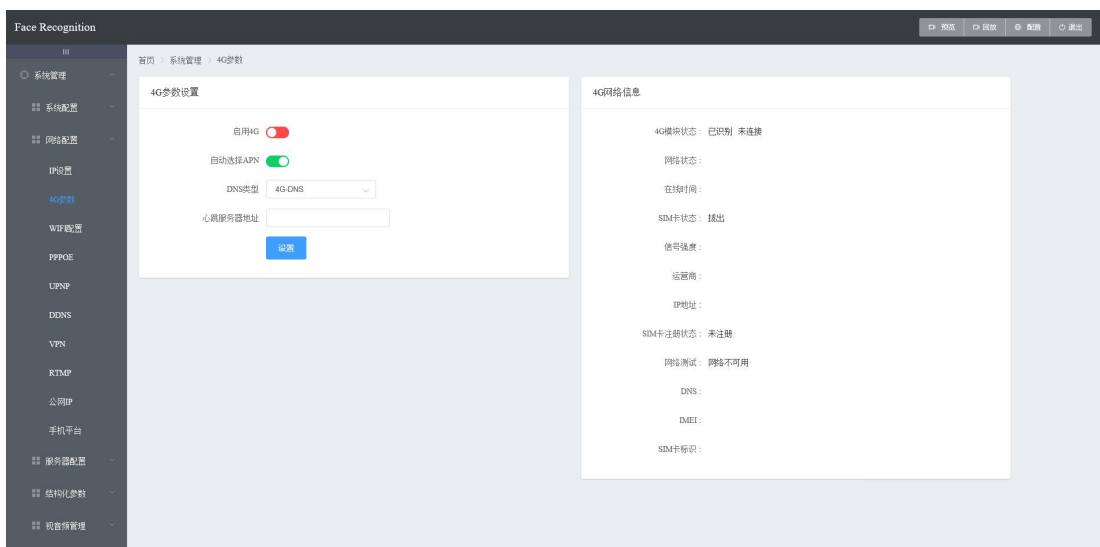 Face Recognition
预览
回放
配置
退出
系统管理
系统配置
网络配置
IP设置
4G参数
WIFI配置
PPPOE
UPNP
DDNS
VPN
RTMP
公网IP
手机平台
服务器配置
结构化参数
视音频管理
首页 > 系统管理 > 4G参数
4G参数设置
启用4G
自动选择APN
DNS类型 4G-DNS
心跳服务器地址
设置
4G网络信息
4G模块状态： 已识别 未连接
网络状态：
在线时间：
SIM卡状态： 拔出
信号强度：
运营商：
IP地址：
SIM卡注册状态： 未注册
网络测试： 网络不可用
DNS：
IMEI：
SIM卡标识：